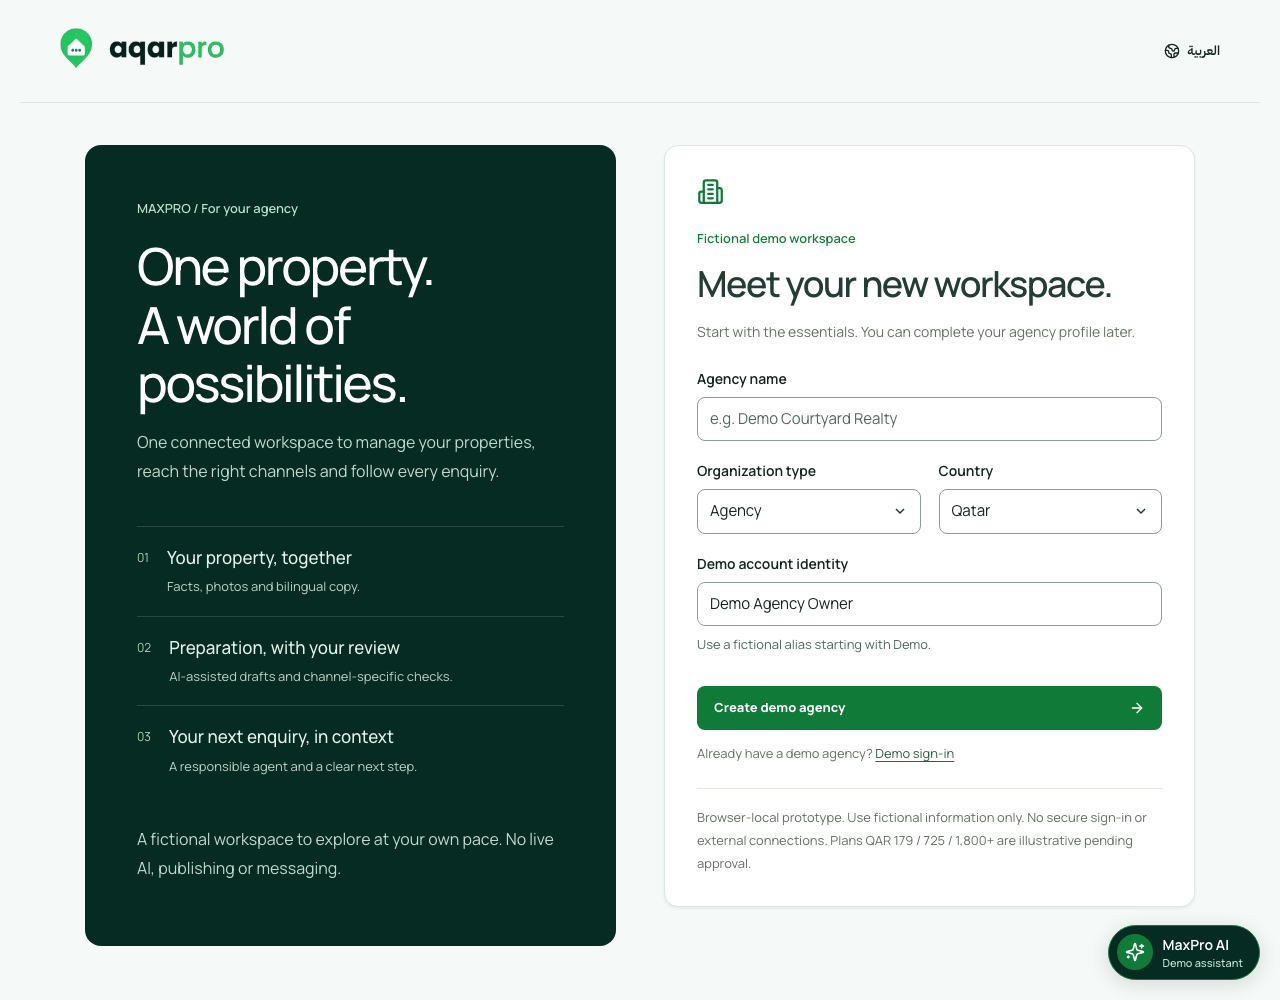 aqarpro
العربية
MAXPRO / For your agency
One property.
A world of
possibilities.
One connected workspace to manage your properties,
reach the right channels and follow every enquiry.
01 Your property, together
Facts, photos and bilingual copy.
02 Preparation, with your review
AI-assisted drafts and channel-specific checks.
03 Your next enquiry, in context
A responsible agent and a clear next step.
A fictional workspace to explore at your own pace. No live
AI, publishing or messaging.
Fictional demo workspace
Meet your new workspace.
Start with the essentials. You can complete your agency profile later.
Agency name
e.g. Demo Courtyard Realty
Organization type Country
Agency Qatar
Demo account identity
Demo Agency Owner
Use a fictional alias starting with Demo.
Create demo agency
Already have a demo agency? Demo sign-in
Browser-local prototype. Use fictional information only. No secure sign-in or
external connections. Plans QAR 179 / 725 / 1,800+ are illustrative pending
approval.
MaxPro AI
Demo assistant